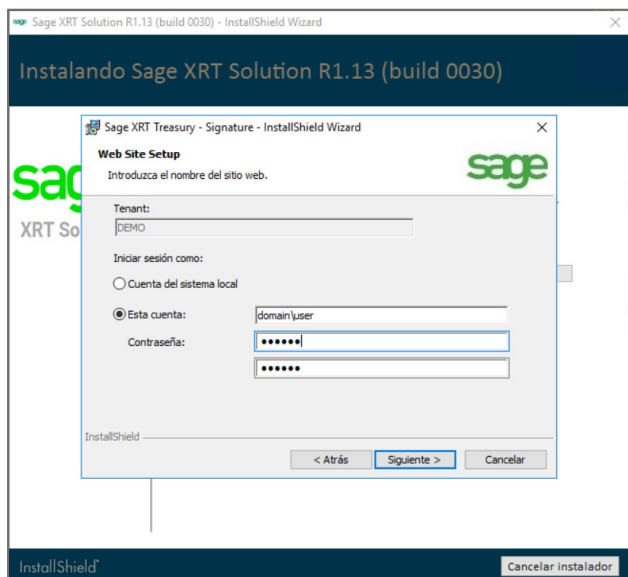 sage Sage XRT Solution R1.13 (build 0030) - InstallShield Wizard
Instalando Sage XRT Solution R1.13 (build 0030)
Sage XRT Treasury - Signature - InstallShield Wizard
Web Site Setup
Introduzca el nombre del sitio web.
sage
Tenant:
DEMO
XRT So
Iniciar sesión como:
Cuenta del sistema local
Esta cuenta:
domain\user
Contraseña:
••••••
••••••
InstallShield
< Atrás
Siguiente >
Cancelar
InstallShield
Cancelar instalador